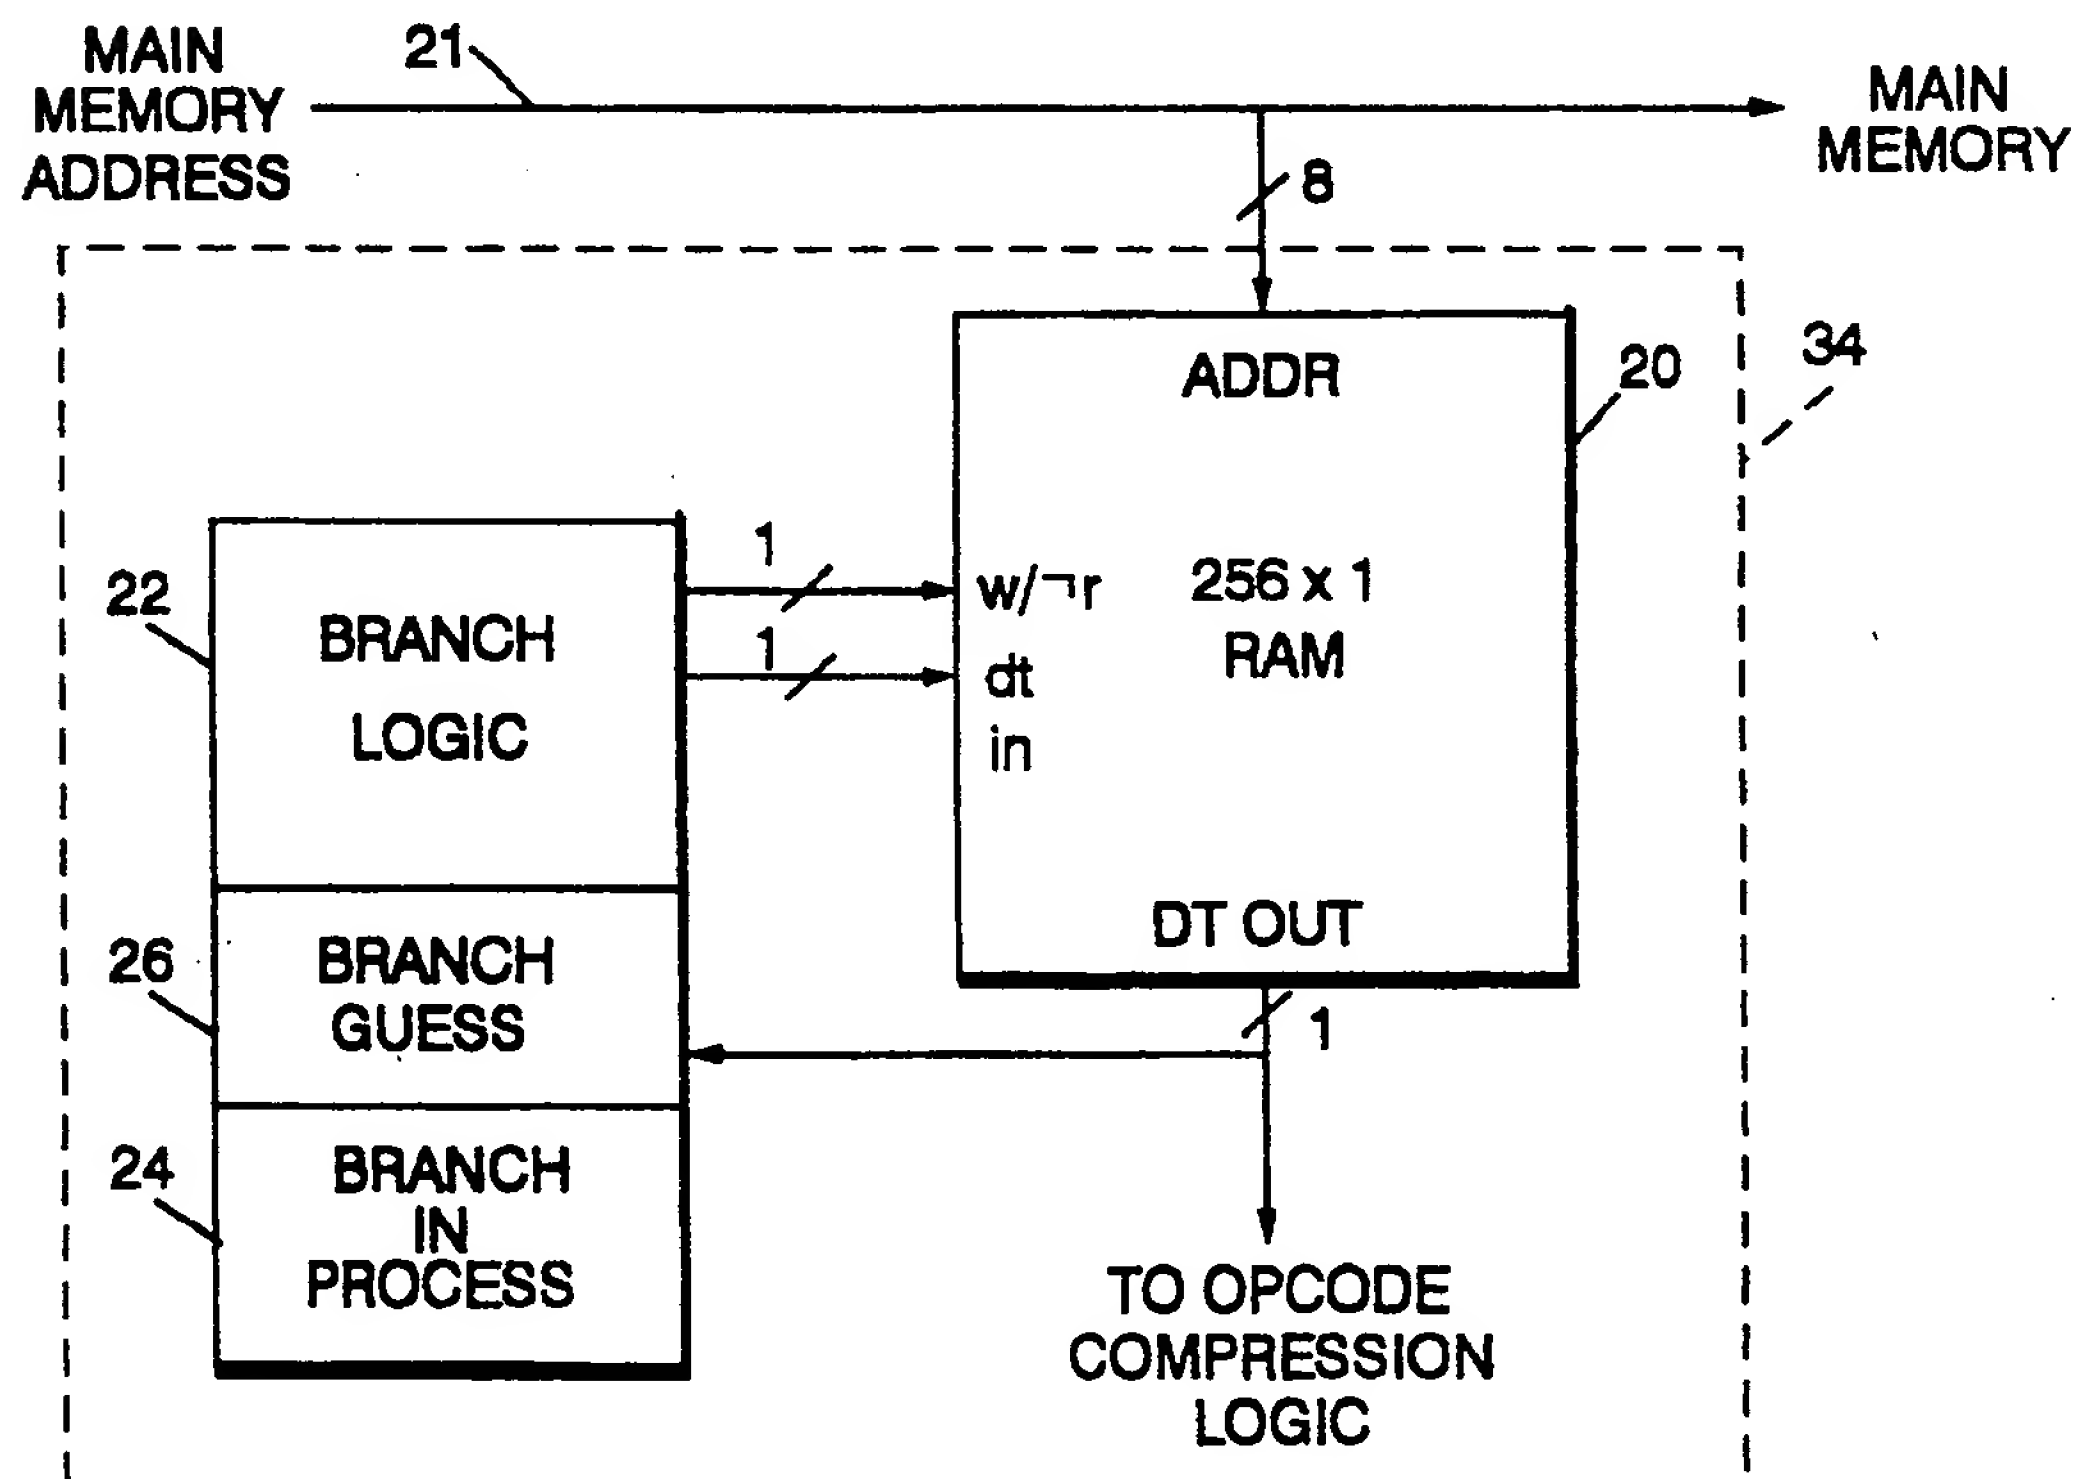 MAIN
MEMORY
ADDRESS
21
MAIN
MEMORY
8
34
20
ADDR
22
BRANCH
LOGIC
1
1
w/¬r
dt
in
256 x 1
RAM
DT OUT
1
26
BRANCH
GUESS
24
BRANCH
IN
PROCESS
TO OPCODE
COMPRESSION
LOGIC